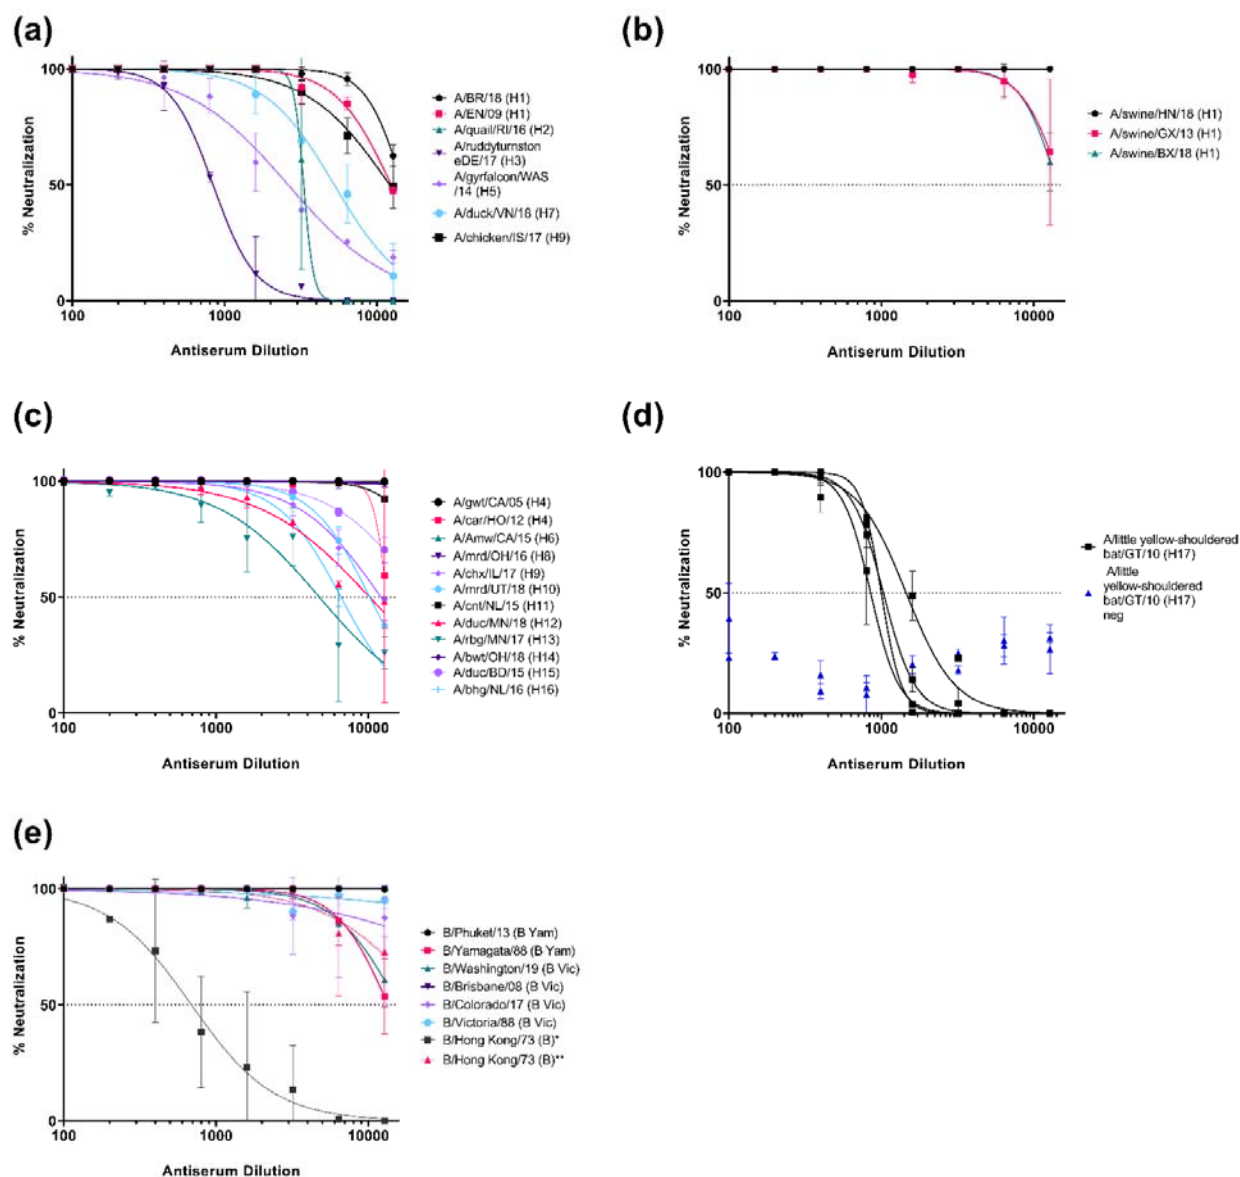 (a)
% Neutralization
100
50
0
100
1000
10000
Antiserum Dilution
A/BR/18 (H1)
A/EN/09 (H1)
A/quail/RI/16 (H2)
A/ruddyturnston
eDE/17 (H3)
A/gyrfalcon/WAS
/14 (H5)
A/duck/VN/18 (H7)
A/chicken/IS/17 (H9)
(b)
% Neutralization
100
50
0
100
1000
10000
Antiserum Dilution
A/swine/HN/18 (H1)
A/swine/GX/13 (H1)
A/swine/BX/18 (H1)
(c)
% Neutralization
100
50
0
100
1000
10000
Antiserum Dilution
A/gwt/CA/05 (H4)
A/car/HO/12 (H4)
A/Amw/CA/15 (H6)
A/mrd/OH/16 (H8)
A/chx/IL/17 (H9)
A/mrd/UT/18 (H10)
A/cnt/NL/15 (H11)
A/duc/MN/18 (H12)
A/rbg/MN/17 (H13)
A/bwt/OH/18 (H14)
A/duc/BD/15 (H15)
A/bhg/NL/16 (H16)
(d)
% Neutralization
100
50
0
100
1000
10000
Antiserum Dilution
A/little yellow-shouldered
bat/GT/10 (H17)
A/little
yellow-shouldered
bat/GT/10 (H17)
neg
(e)
% Neutralization
100
50
0
100
1000
10000
Antiserum Dilution
B/Phuket/13 (B Yam)
B/Yamagata/88 (B Yam)
B/Washington/19 (B Vic)
B/Brisbane/08 (B Vic)
B/Colorado/17 (B Vic)
B/Victoria/88 (B Vic)
B/Hong Kong/73 (B)*
B/Hong Kong/73 (B)**